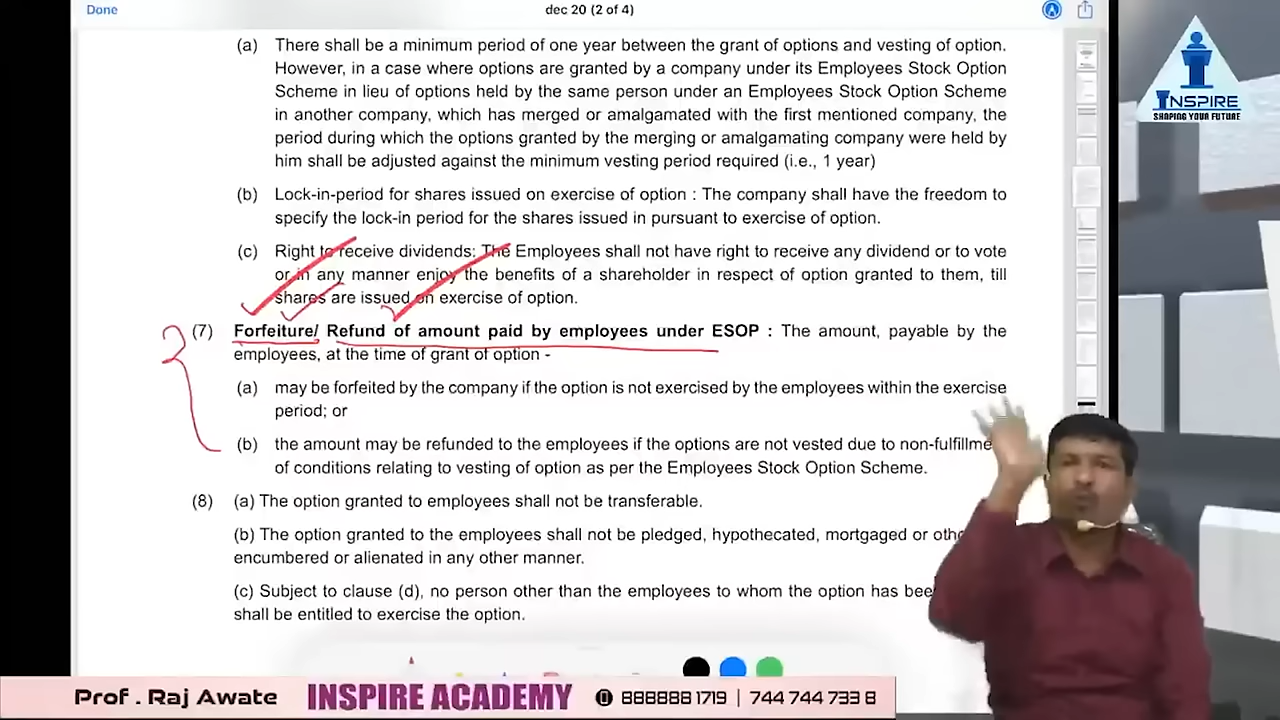 Done
dec 20 (2 of 4)
(a) There shall be a minimum period of one year between the grant of options and vesting of option.
However, in a case where options are granted by a company under its Employees Stock Option
Scheme in lieu of options held by the same person under an Employees Stock Option Scheme
in another company, which has merged or amalgamated with the first mentioned company, the
period during which the options granted by the merging or amalgamating company were held by
him shall be adjusted against the minimum vesting period required (i.e., 1 year)
(b) Lock-in-period for shares issued on exercise of option : The company shall have the freedom to
specify the lock-in period for the shares issued in pursuant to exercise of option.
(c) Right to receive dividends: The Employees shall not have right to receive any dividend or to vote
or in any manner enjoy the benefits of a shareholder in respect of option granted to them, till
shares are issued on exercise of option.
(7) Forfeiture/ Refund of amount paid by employees under ESOP : The amount, payable by the
employees, at the time of grant of option -
(a) may be forfeited by the company if the option is not exercised by the employees within the exercise
period; or
(b) the amount may be refunded to the employees if the options are not vested due to non-fulfillme
of conditions relating to vesting of option as per the Employees Stock Option Scheme.
(8) (a) The option granted to employees shall not be transferable.
(b) The option granted to the employees shall not be pledged, hypothecated, mortgaged or oth
encumbered or alienated in any other manner.
(c) Subject to clause (d), no person other than the employees to whom the option has bee
shall be entitled to exercise the option.
INSPIRE
SHAPING YOUR FUTURE
Prof . Raj Awate INSPIRE ACADEMY 888888 1719 | 744 744 733 8